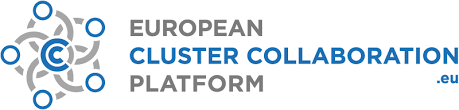 EUROPEAN
CLUSTER COLLABORATION
PLATFORM
.eu